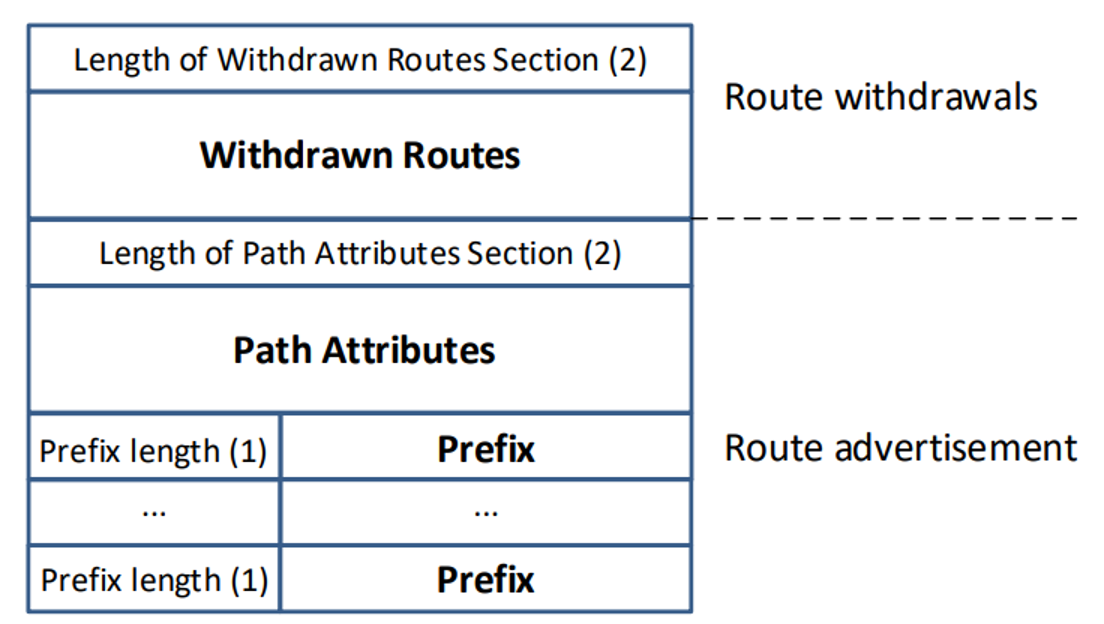 Length of Withdrawn Routes Section (2)
Route withdrawals
Withdrawn Routes
Length of Path Attributes Section (2)
Path Attributes
Prefix length (1) Prefix
Route advertisement
... ...
Prefix length (1) Prefix